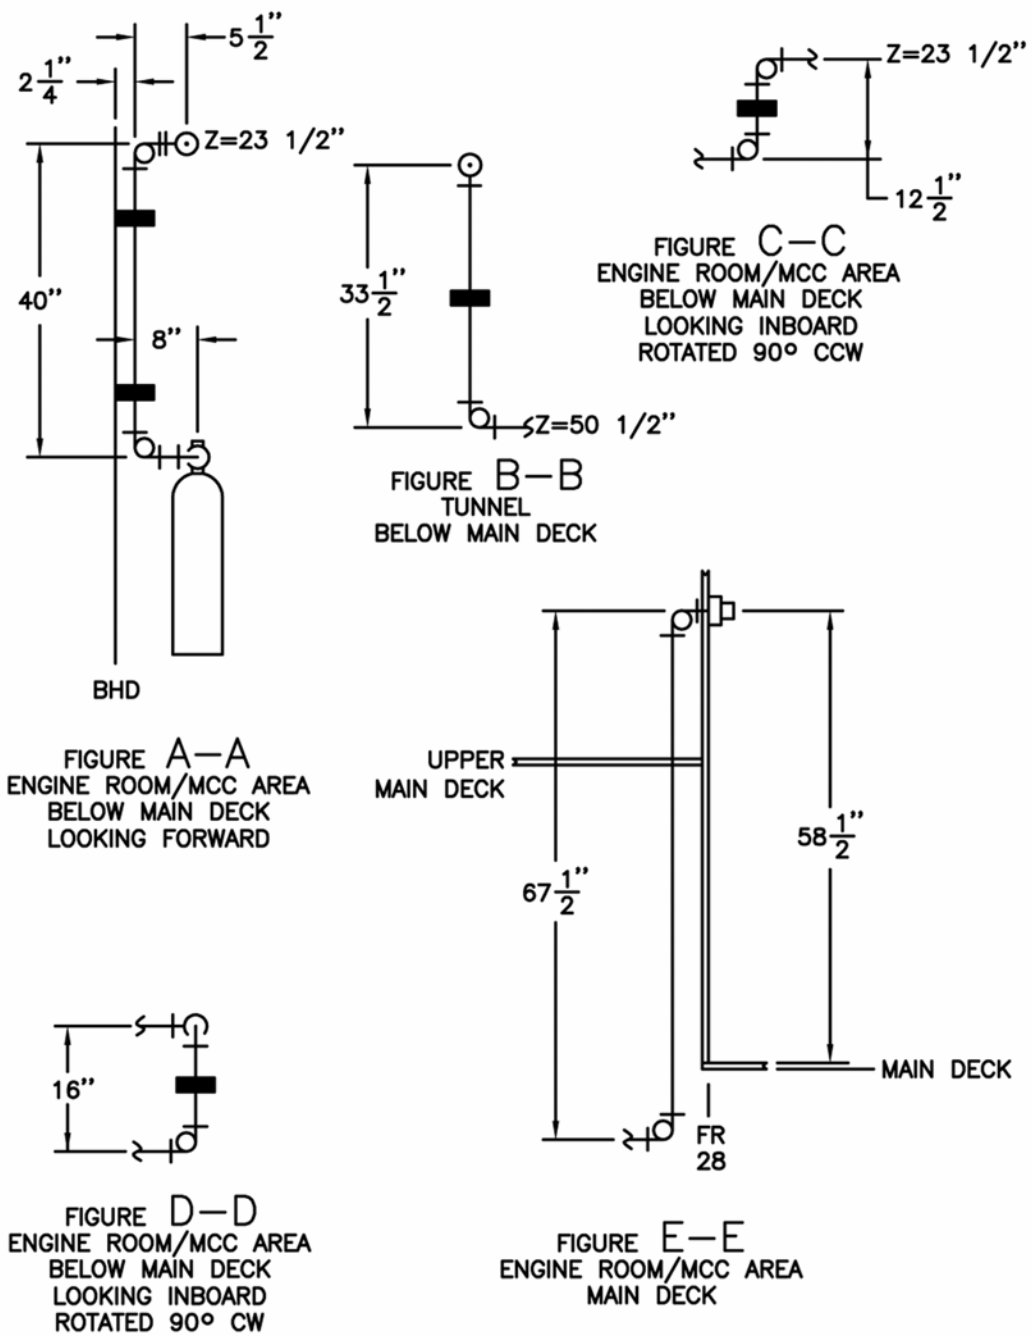 5 1/2"
2 1/4"
Z=23 1/2"
40"
8"
BHD
FIGURE A—A
ENGINE ROOM/MCC AREA
BELOW MAIN DECK
LOOKING FORWARD
33 1/2"
Z=50 1/2"
FIGURE B—B
TUNNEL
BELOW MAIN DECK
Z=23 1/2"
12 1/2"
FIGURE C—C
ENGINE ROOM/MCC AREA
BELOW MAIN DECK
LOOKING INBOARD
ROTATED 90° CCW
16"
FIGURE D—D
ENGINE ROOM/MCC AREA
BELOW MAIN DECK
LOOKING INBOARD
ROTATED 90° CW
UPPER
MAIN DECK
67 1/2"
58 1/2"
MAIN DECK
FR
28
FIGURE E—E
ENGINE ROOM/MCC AREA
MAIN DECK